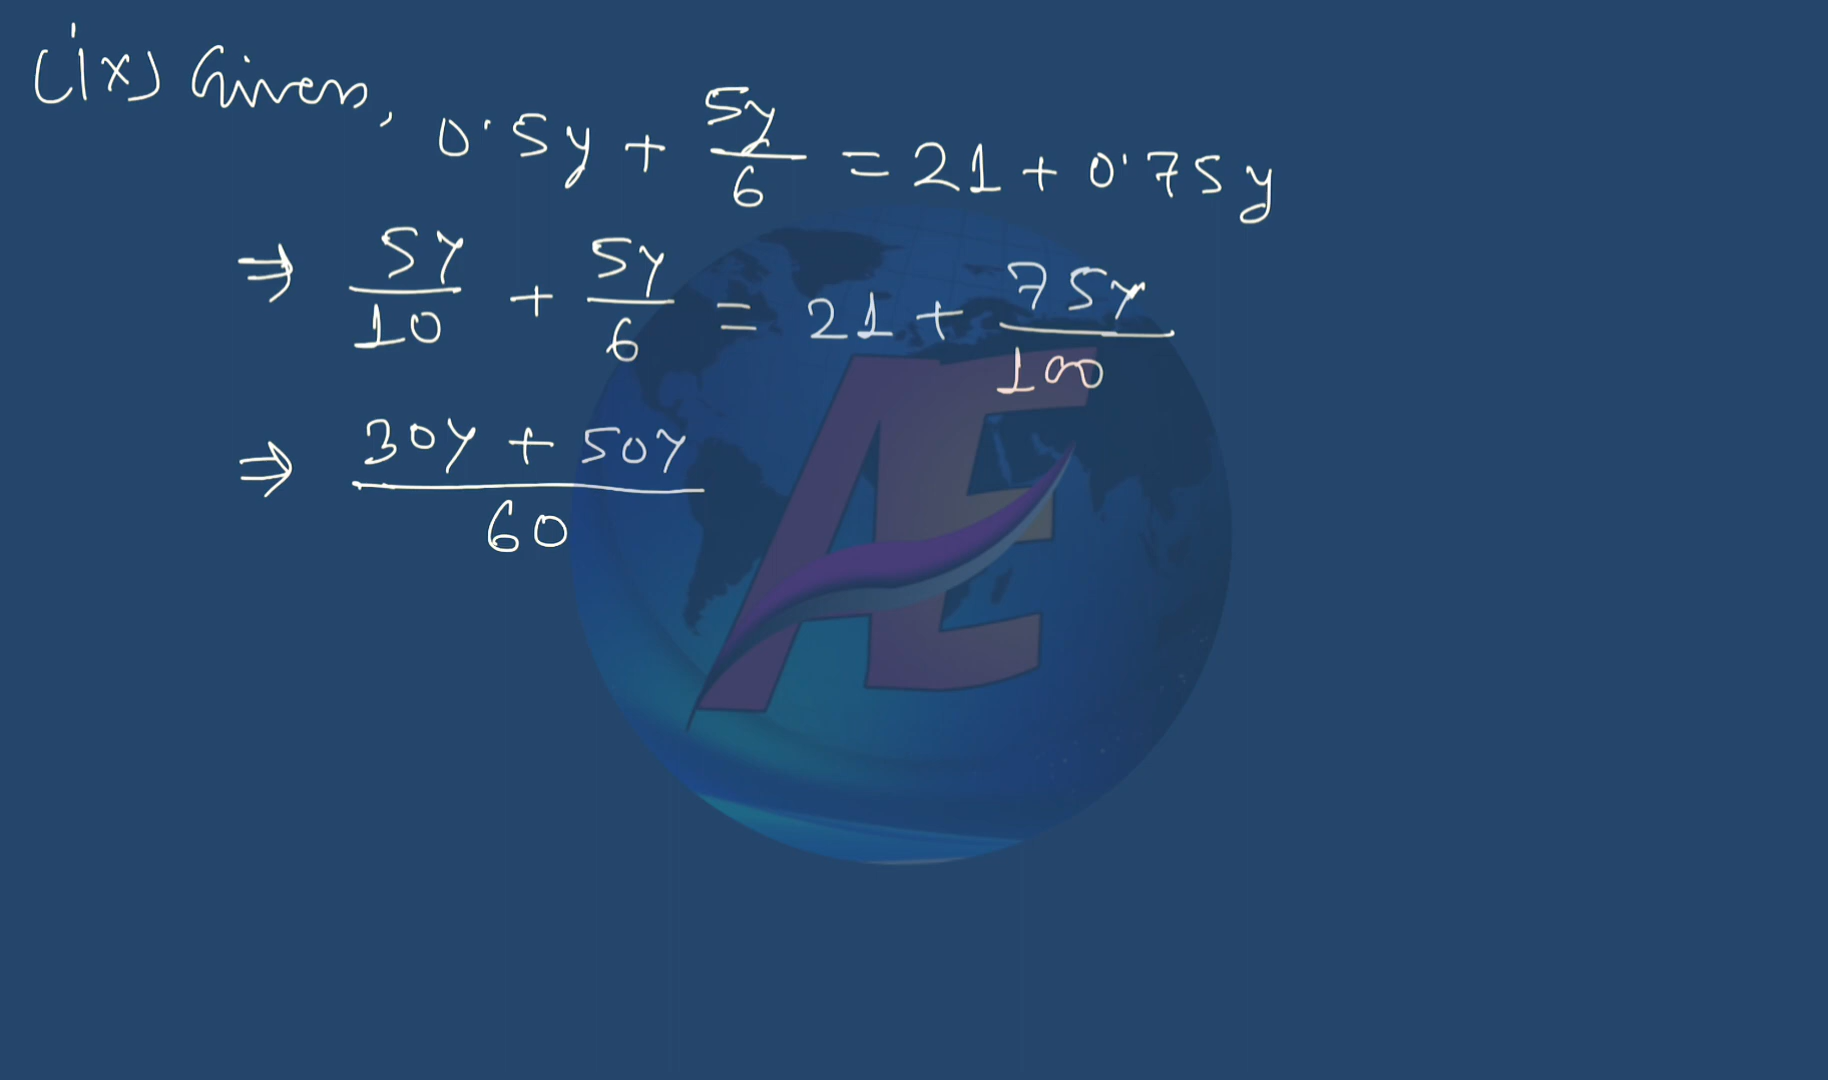 (ix) Given, 0.5y + 5y/6 = 21 + 0.75y
⇒ 5y/10 + 5y/6 = 21 + 75y/100
⇒ 30y + 50y/60
AE